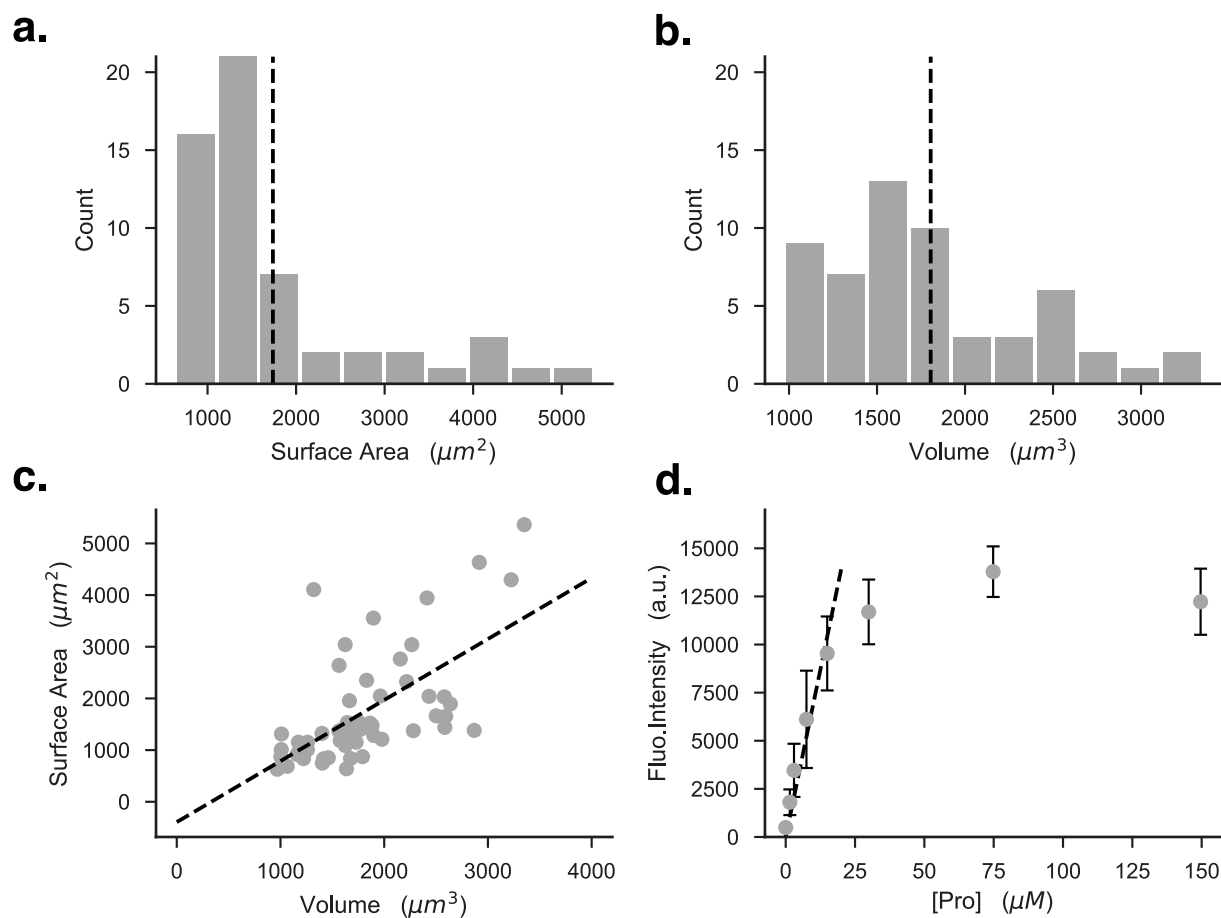 a.
20
15
10
5
0
Count
1000 2000 3000 4000 5000
Surface Area (μm²)
b.
20
15
10
5
0
Count
1000 1500 2000 2500 3000
Volume (μm³)
c.
5000
4000
3000
2000
1000
0
Surface Area (μm²)
0 1000 2000 3000 4000
Volume (μm³)
d.
15000
12500
10000
7500
5000
2500
0
Fluo.Intensity (a.u.)
0 25 50 75 100 125 150
[Pro] (μM)